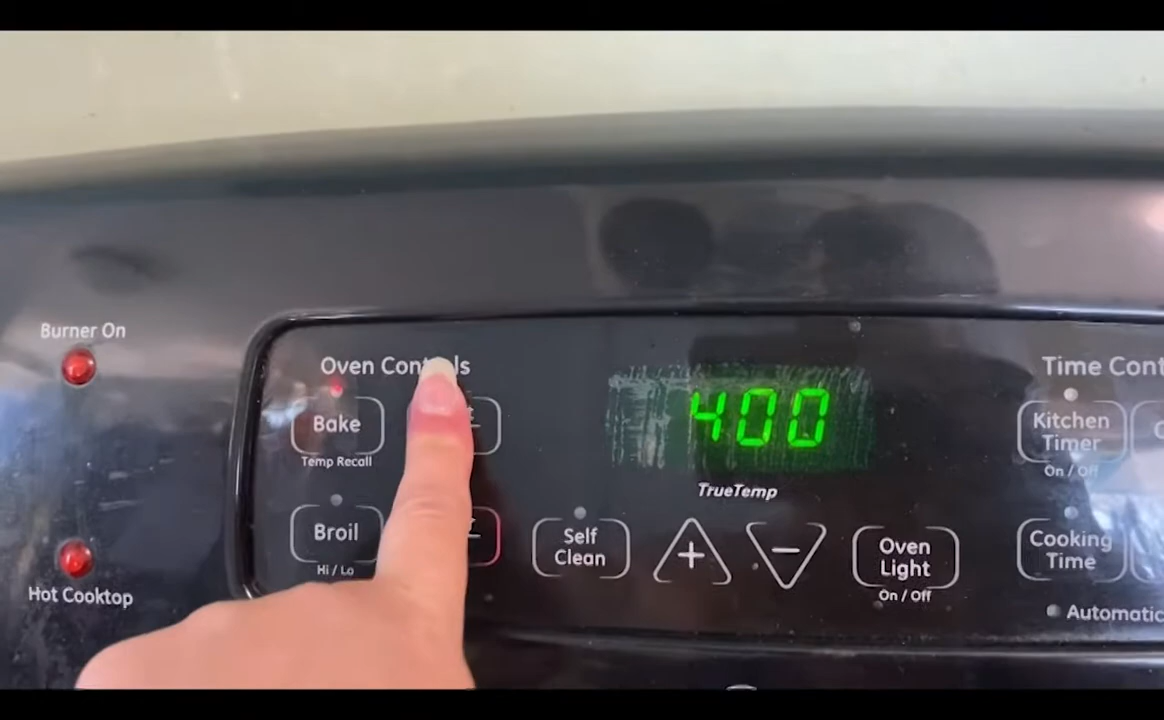 Burner On
Hot Cooktop
Oven Controls
Bake
Temp Recall
Broil
Hi / Lo
400
TrueTemp
Self
Clean
+
−
Oven
Light
On / Off
Time Cont
Kitchen
Timer
On / Off
Cooking
Time
Automatic